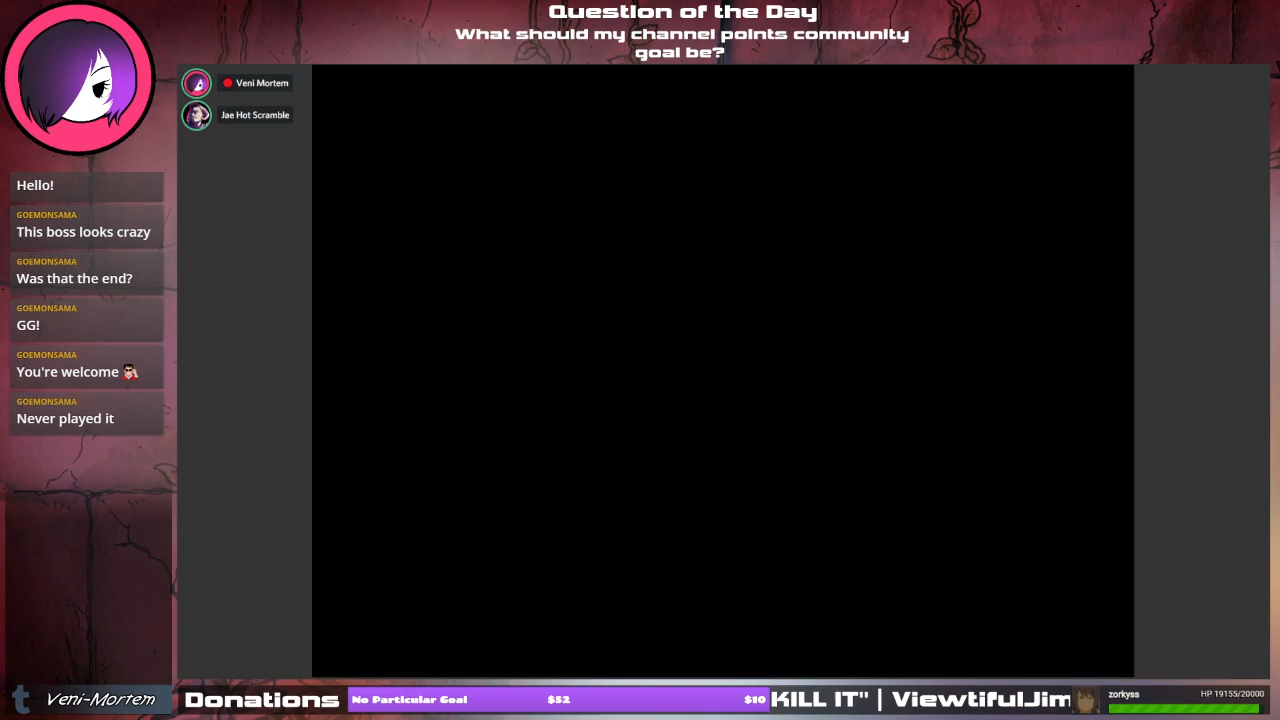 Question of the Day
What should my channel points community
goal be?
Veni Mortem
Jae Hot Scramble
Hello!
GOEMONSAMA
This boss looks crazy
GOEMONSAMA
Was that the end?
GOEMONSAMA
GG!
GOEMONSAMA
You're welcome
GOEMONSAMA
Never played it
t Veni-Mortem
Donations
No Particular Goal $52 $10
KILL IT" | ViewtifulJim
zorkyss HP 19155/20000